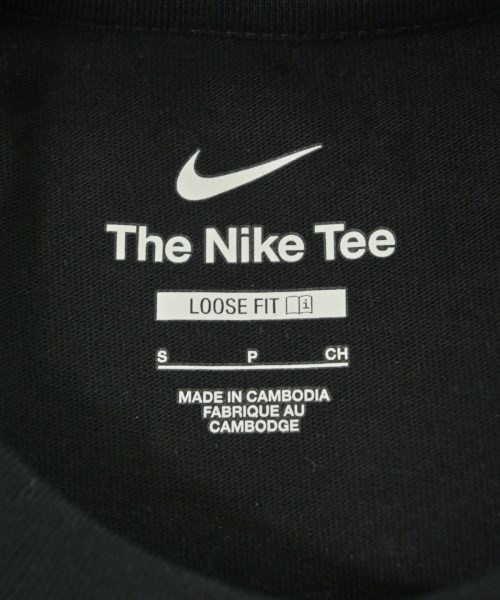 The Nike Tee
LOOSE FIT
S P CH
MADE IN CAMBODIA
FABRIQUE AU
CAMBODGE